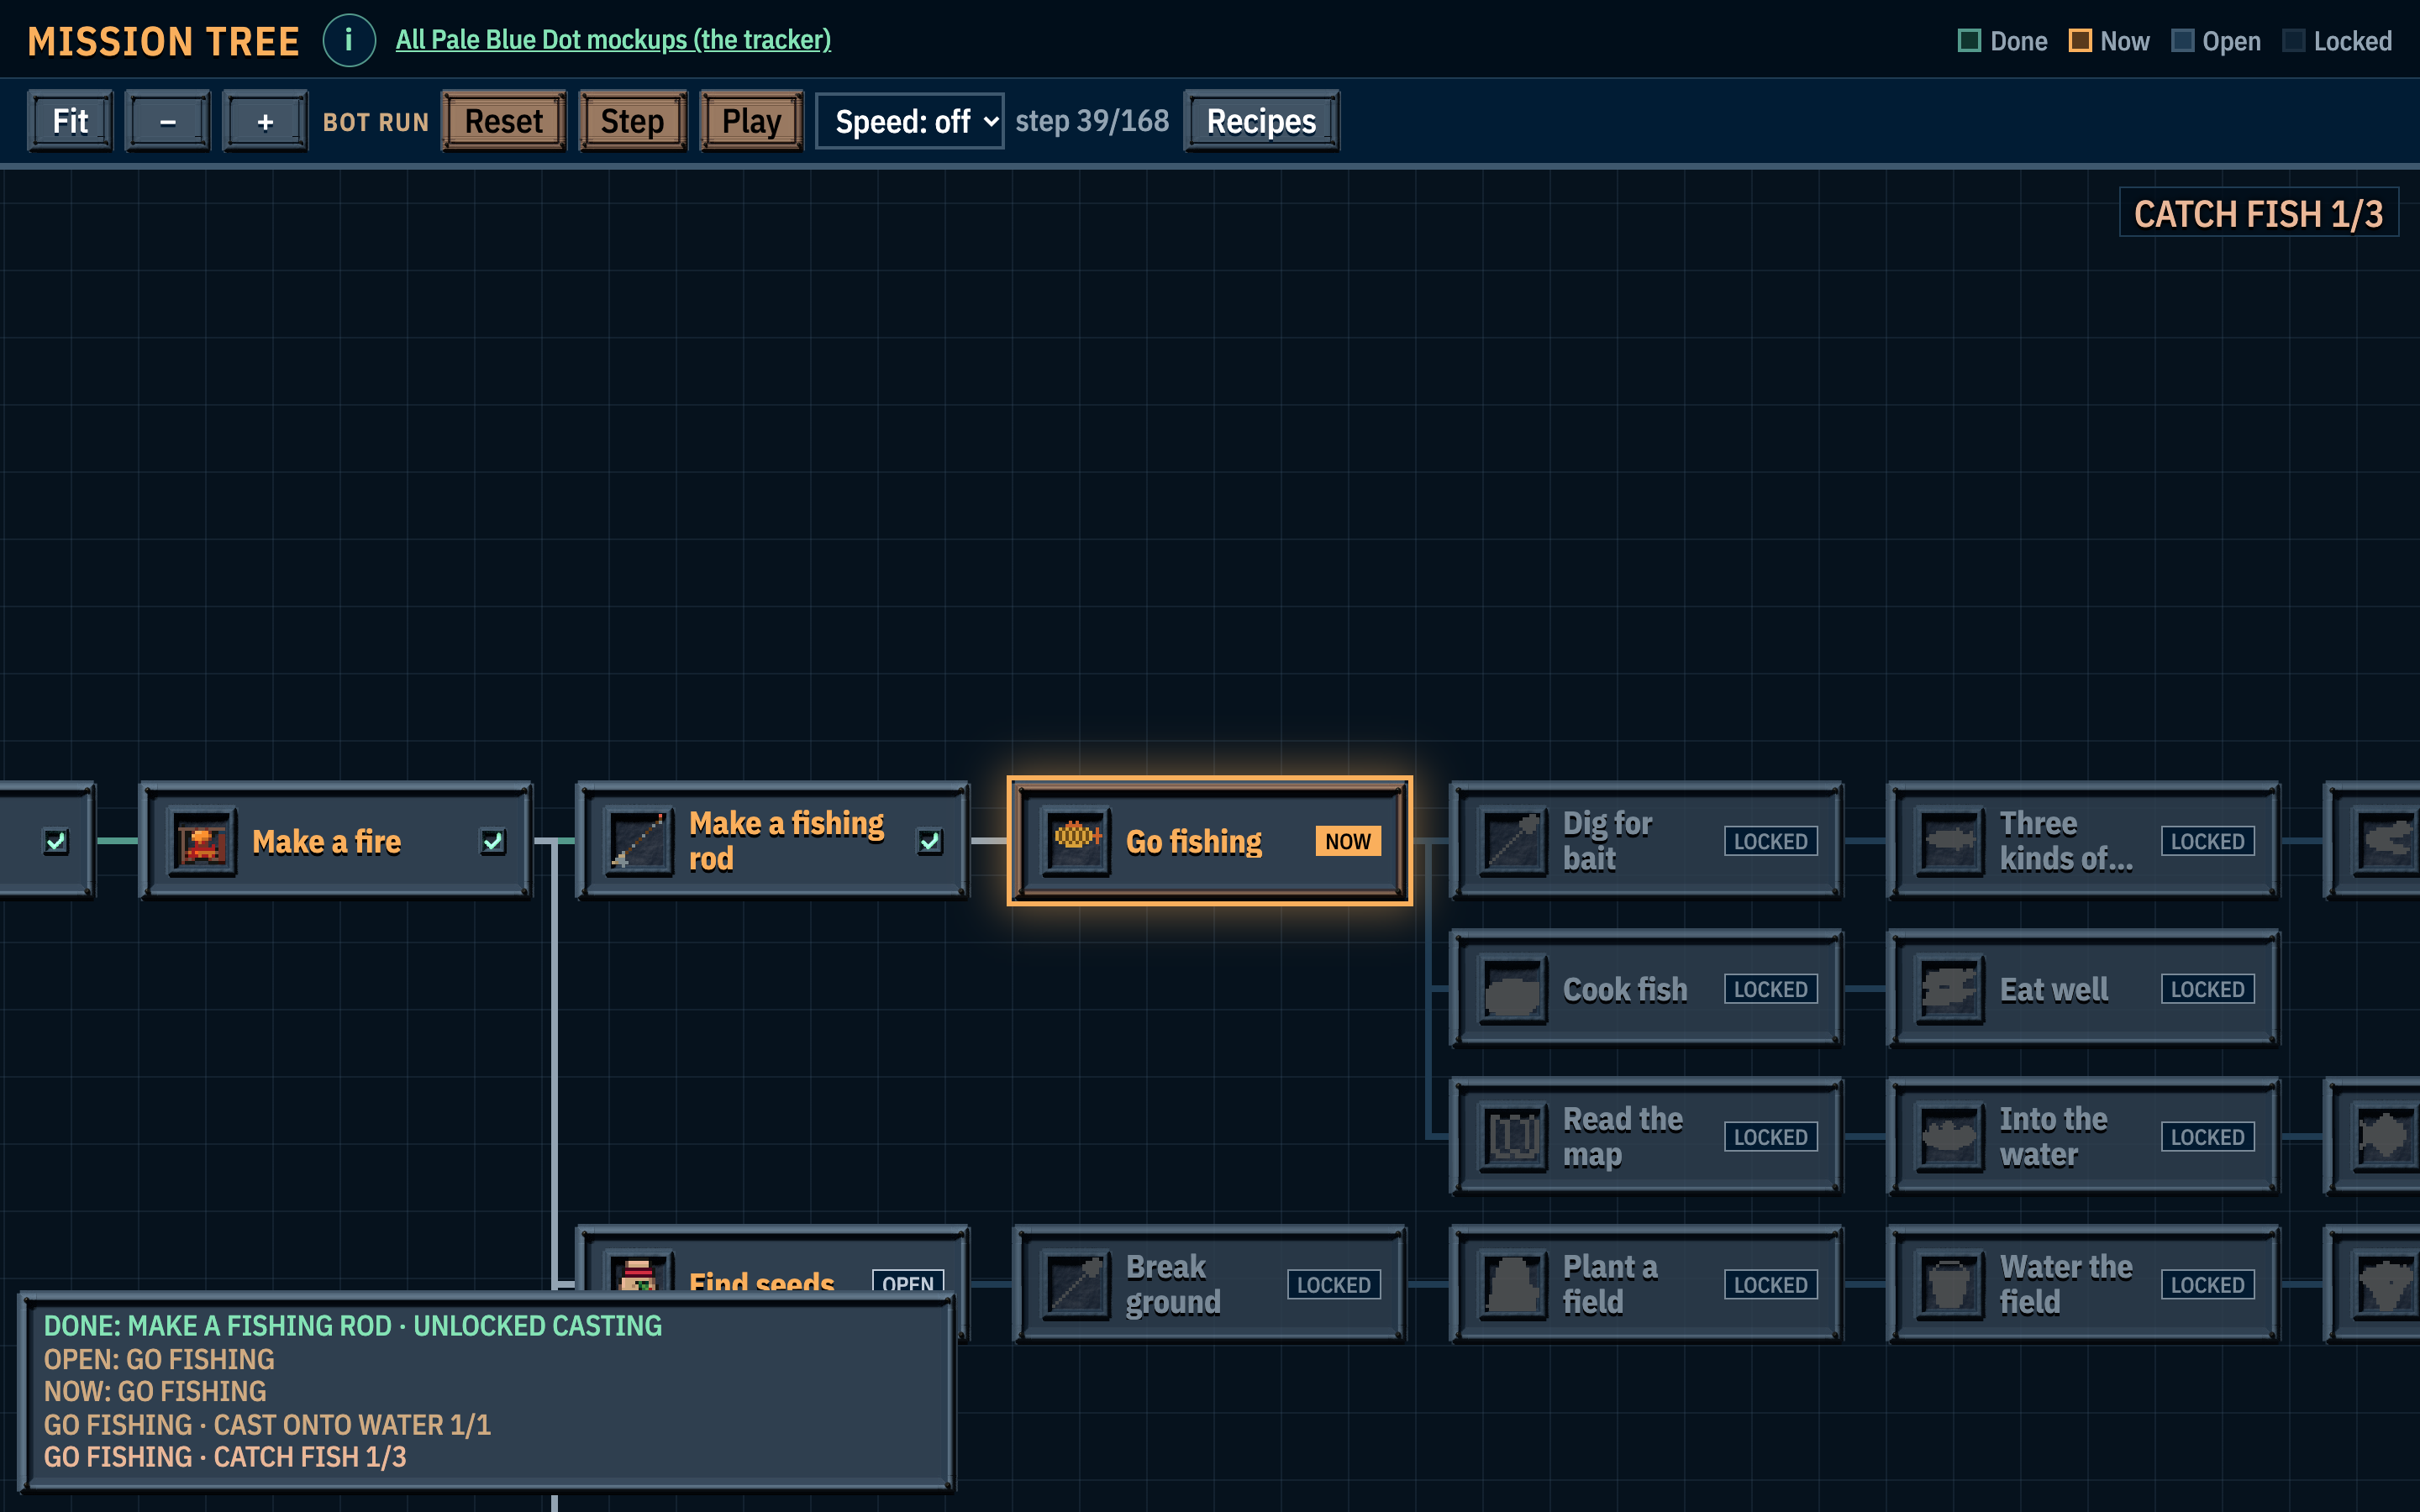 MISSION TREE i All Pale Blue Dot mockups (the tracker) Done Now Open Locked
Fit − + BOT RUN Reset Step Play Speed: off step 39/168 Recipes
CATCH FISH 1/3
Make a fire
Make a fishing
rod
Go fishing NOW
Dig for
bait
LOCKED
Three
kinds of...
LOCKED
Cook fish LOCKED
Eat well LOCKED
Read the
map
LOCKED
Into the
water
LOCKED
Find seeds OPEN
Break
ground
LOCKED
Plant a
field
LOCKED
Water the
field
LOCKED
DONE: MAKE A FISHING ROD · UNLOCKED CASTING
OPEN: GO FISHING
NOW: GO FISHING
GO FISHING · CAST ONTO WATER 1/1
GO FISHING · CATCH FISH 1/3